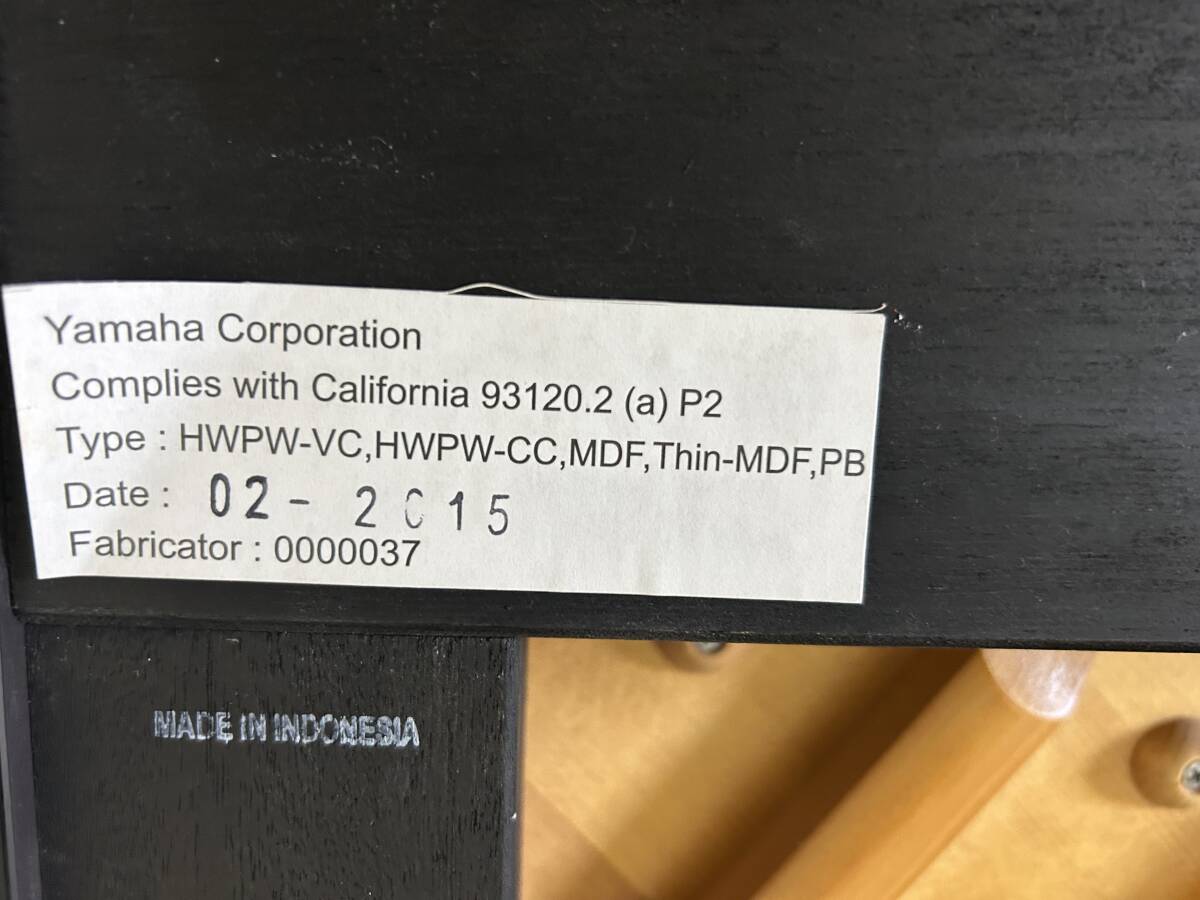 Yamaha Corporation
Complies with California 93120.2 (a) P2
Type : HWPW-VC,HWPW-CC,MDF,Thin-MDF,PB
Date : 02- 2015
Fabricator : 0000037
MADE IN INDONESIA